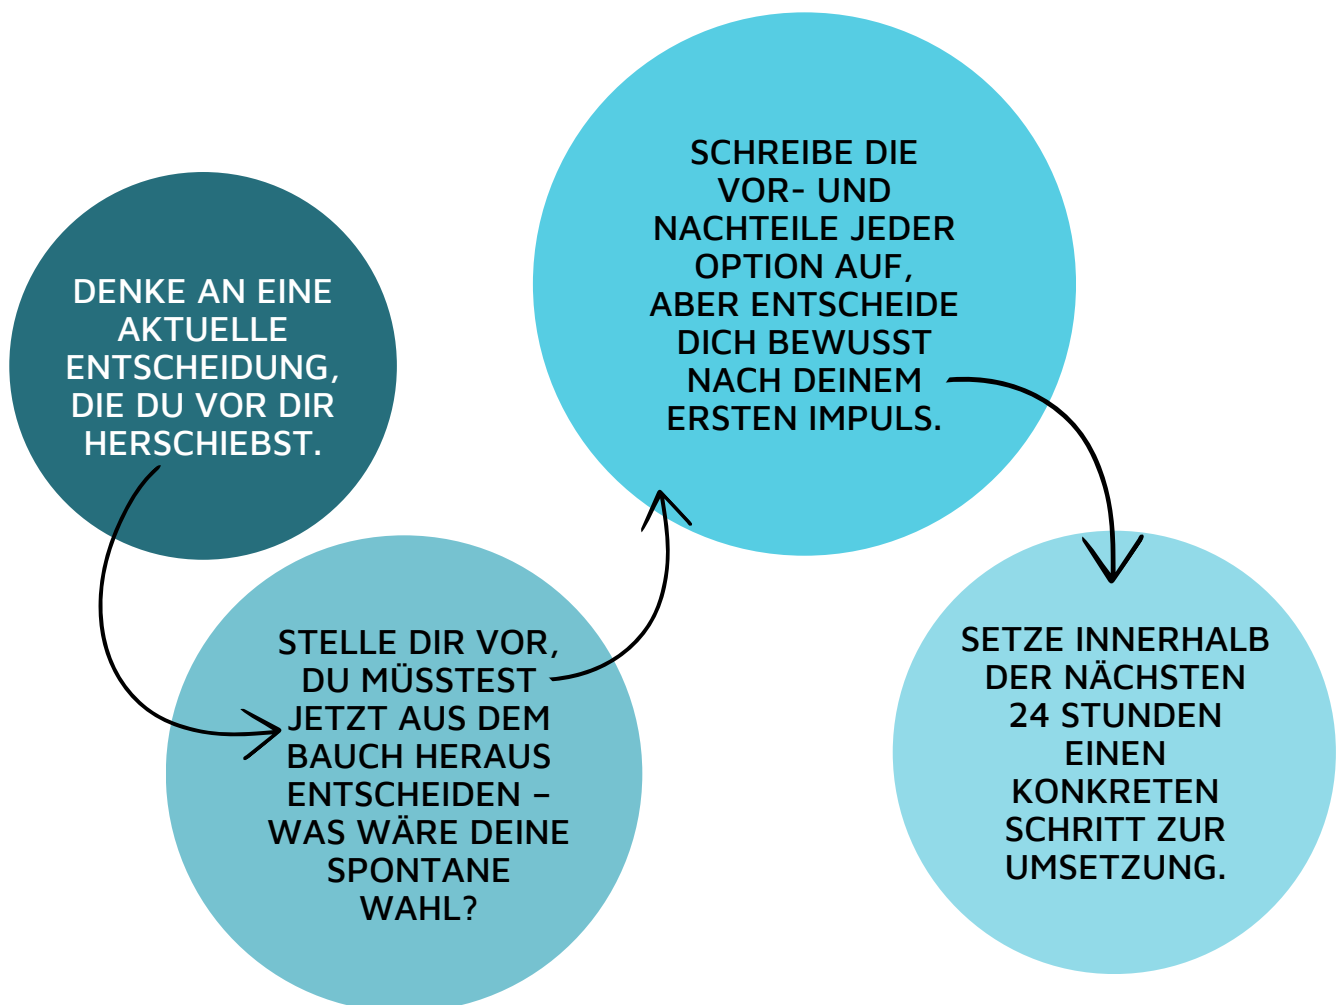 DENKE AN EINE
AKTUELLE
ENTSCHEIDUNG,
DIE DU VOR DIR
HERSCHIEBST.
STELLE DIR VOR,
DU MÜSSTEST
JETZT AUS DEM
BAUCH HERAUS
ENTSCHEIDEN –
WAS WÄRE DEINE
SPONTANE
WAHL?
SCHREIBE DIE
VOR- UND
NACHTEILE JEDER
OPTION AUF,
ABER ENTSCHEIDE
DICH BEWUSST
NACH DEINEM
ERSTEN IMPULS.
SETZE INNERHALB
DER NÄCHSTEN
24 STUNDEN
EINEN
KONKRETEN
SCHRITT ZUR
UMSETZUNG.